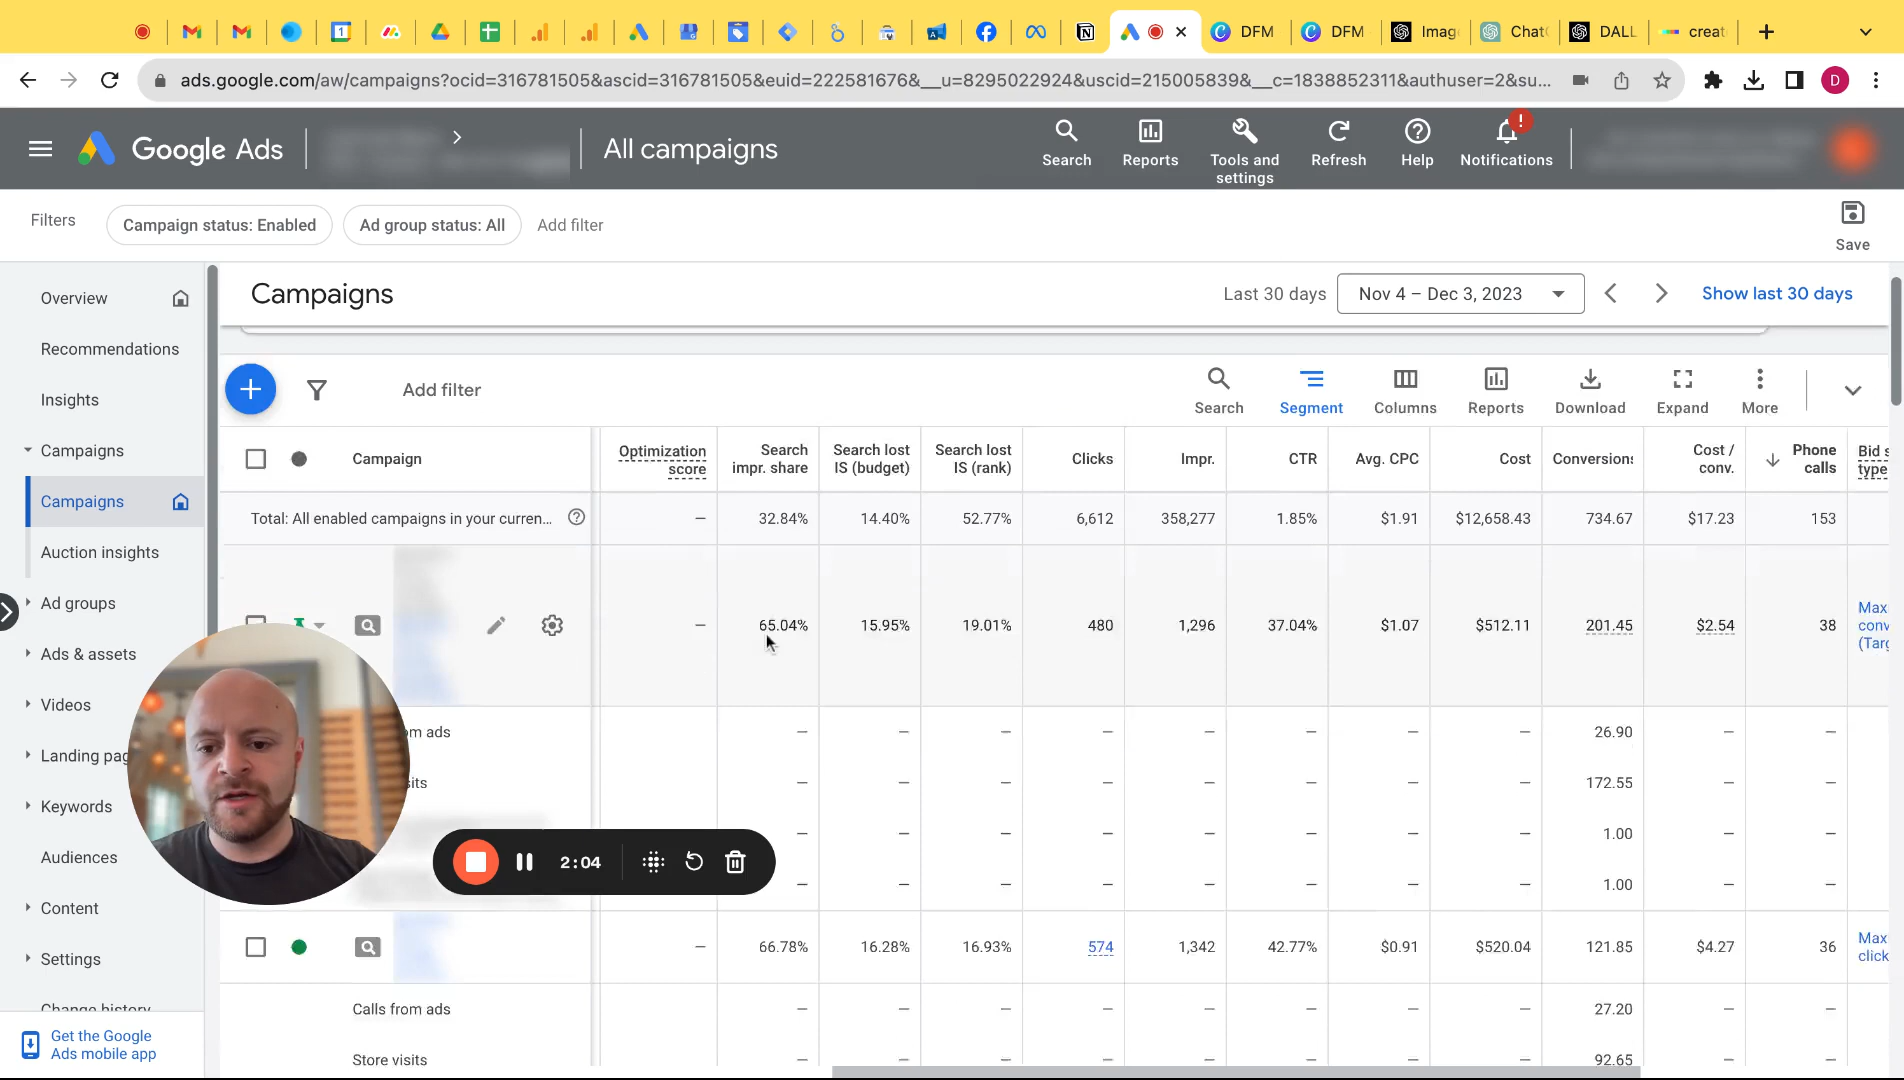 DFM
DFM
Imag
Chat
DALL
creat
ads.google.com/aw/campaigns?ocid=316781505&ascid=316781505&euid=222581676&__u=8295022924&uscid=215005839&__c=1838852311&authuser=2&su...
D
Google Ads
All campaigns
Search
Reports
Tools and
settings
Refresh
Help
Notifications
Filters
Campaign status: Enabled
Ad group status: All
Add filter
Save
Overview
Recommendations
Insights
Campaigns
Campaigns
Auction insights
Ad groups
Ads & assets
Videos
Landing pag
Keywords
Audiences
Content
Settings
Change history
Get the Google
Ads mobile app
Campaigns
Last 30 days
Nov 4 – Dec 3, 2023
Show last 30 days
Add filter
Search
Segment
Columns
Reports
Download
Expand
More
Campaign
Optimization
score
Search
impr. share
Search lost
IS (budget)
Search lost
IS (rank)
Clicks
Impr.
CTR
Avg. CPC
Cost
Conversions
Cost /
conv.
Phone
calls
Bid s
type
Total: All enabled campaigns in your curren... — 32.84% 14.40% 52.77% 6,612 358,277 1.85% $1.91 $12,658.43 734.67 $17.23 153
— 65.04% 15.95% 19.01% 480 1,296 37.04% $1.07 $512.11 201.45 $2.54 38
Max
conv
(Targ
om ads — — — — — — — — 26.90 — —
sits — — — — — — — — 172.55 — —
— — — — — — — — 1.00 — —
— — — — — — — — 1.00 — —
2:04
— 66.78% 16.28% 16.93% 574 1,342 42.77% $0.91 $520.04 121.85 $4.27 36
Max
click
Calls from ads — — — — — — — — 27.20 — —
Store visits — — — — — — — — 92.65 — —